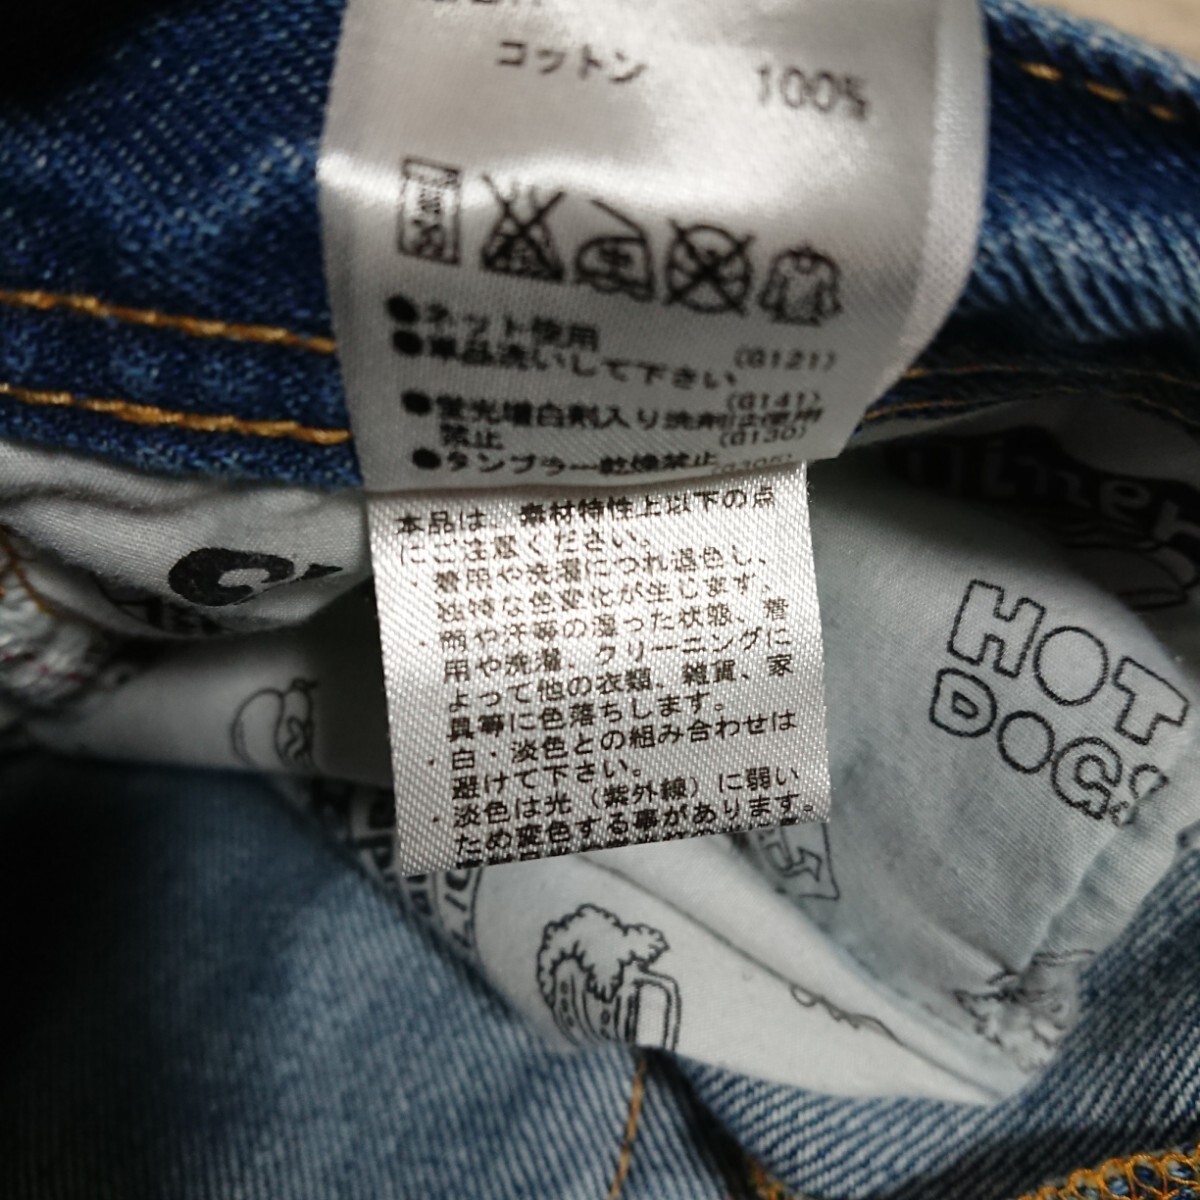 コットン 100%
●ネット使用 (G121)
●単品洗いして下さい (G141)
●蛍光増白剤入り洗剤は使用
禁止 (G130)
●タンブラー乾燥禁止
本品は、素材特性上以下の点
にご注意ください。
・着用や洗濯につれ退色し、
独特な色変化が生じます。
・雨や汗等の湿った状態、着
用や洗濯、クリーニングに
よって他の衣類、雑貨、家
具等に色落ちします。
・白・淡色との組み合わせは
避けて下さい。
・淡色は光（紫外線）に弱い
ため変色する事があります。
HOT
DOGS